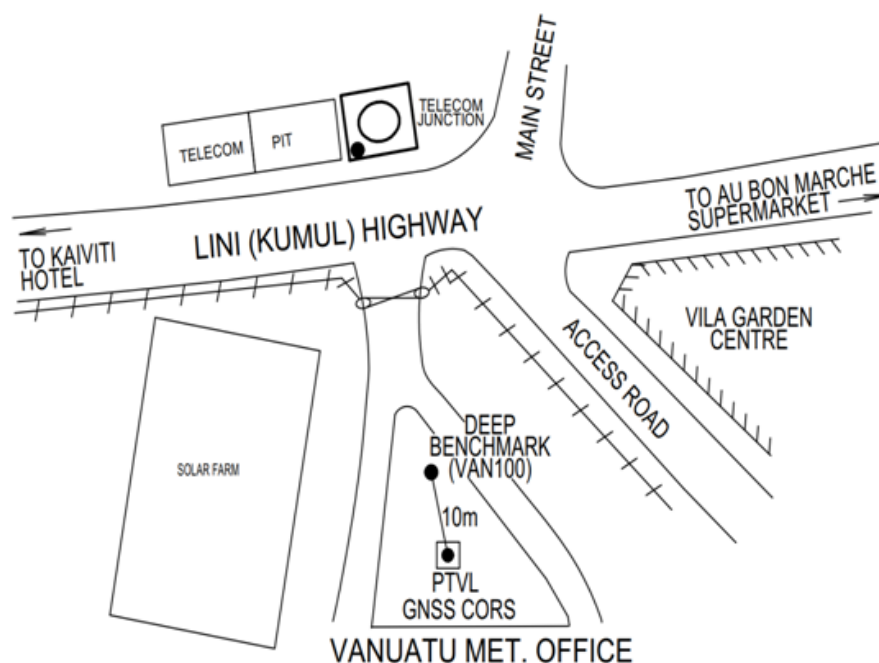 MAIN STREET
TELECOM
JUNCTION
TELECOM
PIT
TO AU BON MARCHE
SUPERMARKET
LINI (KUMUL) HIGHWAY
TO KAIVITI
HOTEL
VILA GARDEN
CENTRE
ACCESS ROAD
SOLAR FARM
DEEP
BENCHMARK
(VAN100)
10m
PTVL
GNSS CORS
VANUATU MET. OFFICE